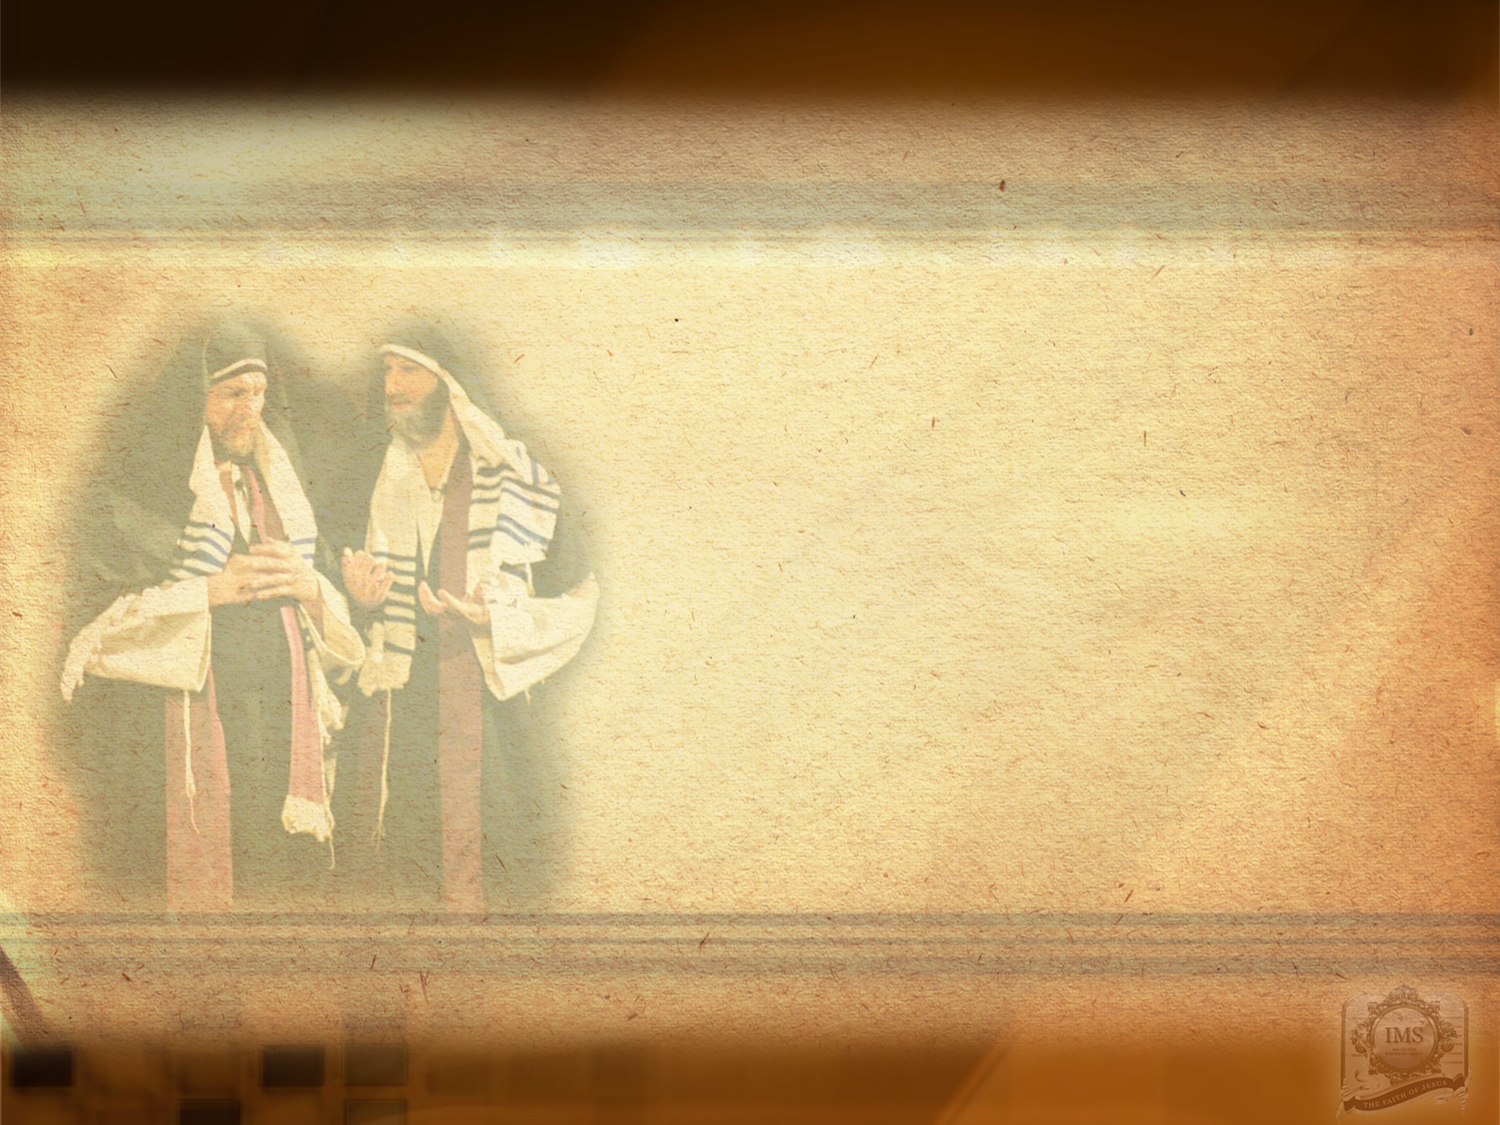 IMS
THE FAITH OF JESUS